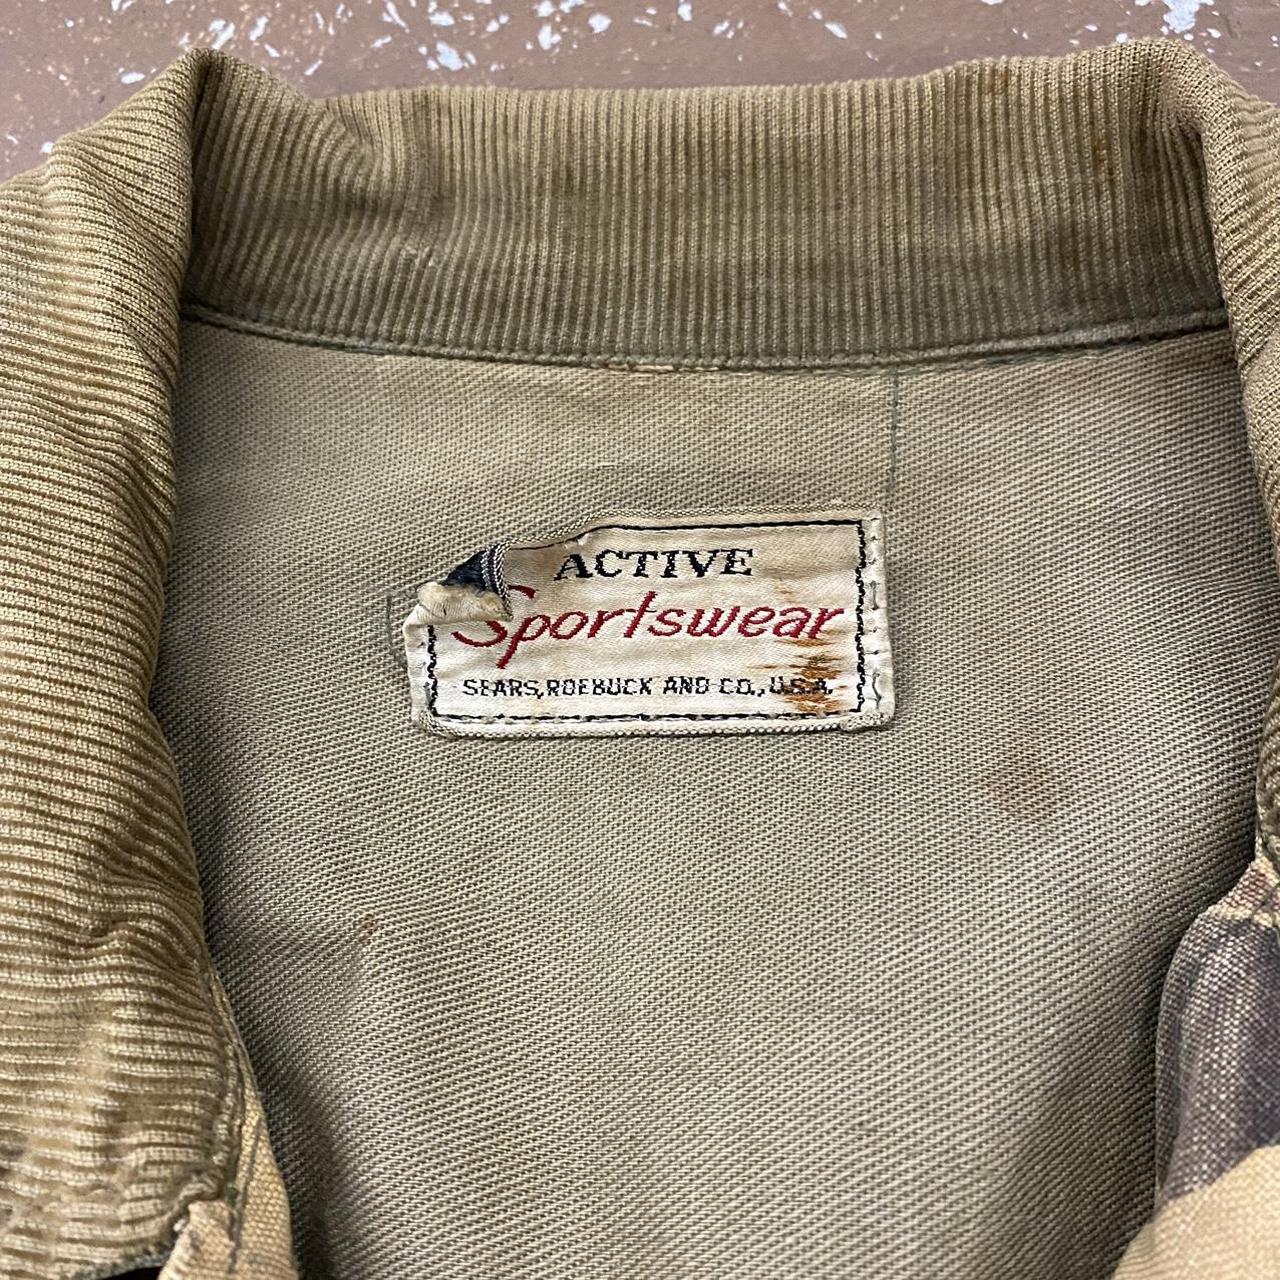 ACTIVE
Sportswear
SEARS, ROEBUCK AND CO., U.S.A.